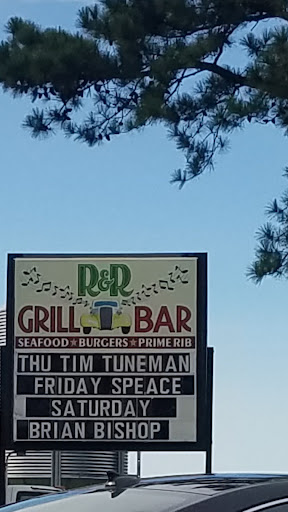 R&R
GRILL BAR
SEAFOOD★BURGERS★PRIME RIB
THU TIM TUNEMAN
FRIDAY SPEACE
SATURDAY
BRIAN BISHOP